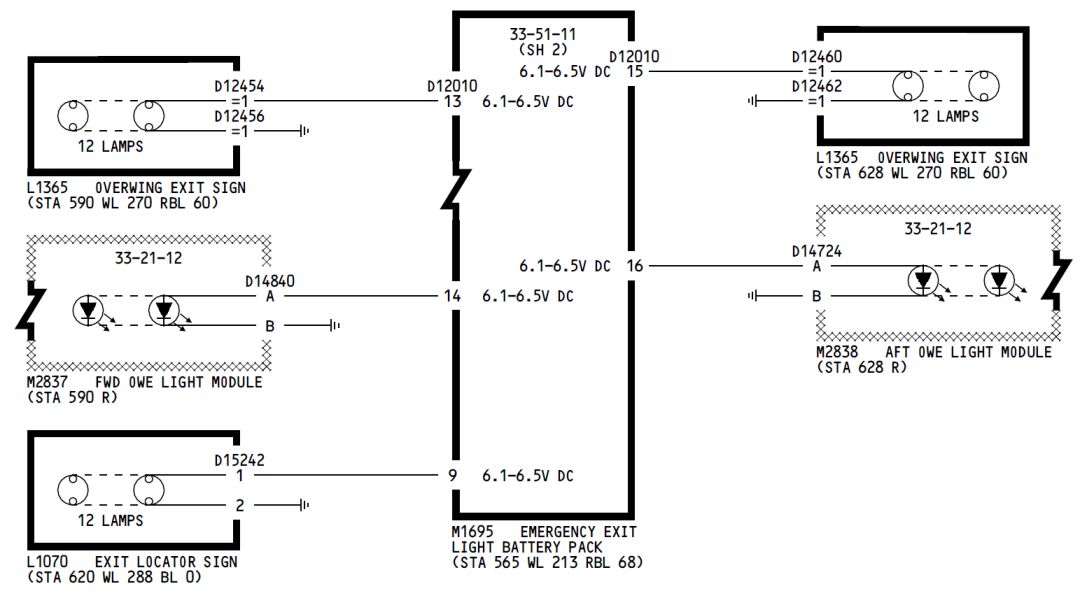 33-51-11
(SH 2)
D12010
6.1-6.5V DC 15
D12010
13 6.1-6.5V DC
6.1-6.5V DC 16
14 6.1-6.5V DC
9 6.1-6.5V DC
M1695 EMERGENCY EXIT
LIGHT BATTERY PACK
(STA 565 WL 213 RBL 68)
D12454
=1
D12456
=1
12 LAMPS
L1365 OVERWING EXIT SIGN
(STA 590 WL 270 RBL 60)
33-21-12
D14840
A
B
M2837 FWD OWE LIGHT MODULE
(STA 590 R)
D15242
1
2
12 LAMPS
L1070 EXIT LOCATOR SIGN
(STA 620 WL 288 BL 0)
D12460
=1
D12462
=1
12 LAMPS
L1365 OVERWING EXIT SIGN
(STA 628 WL 270 RBL 60)
33-21-12
D14724
A
B
M2838 AFT OWE LIGHT MODULE
(STA 628 R)